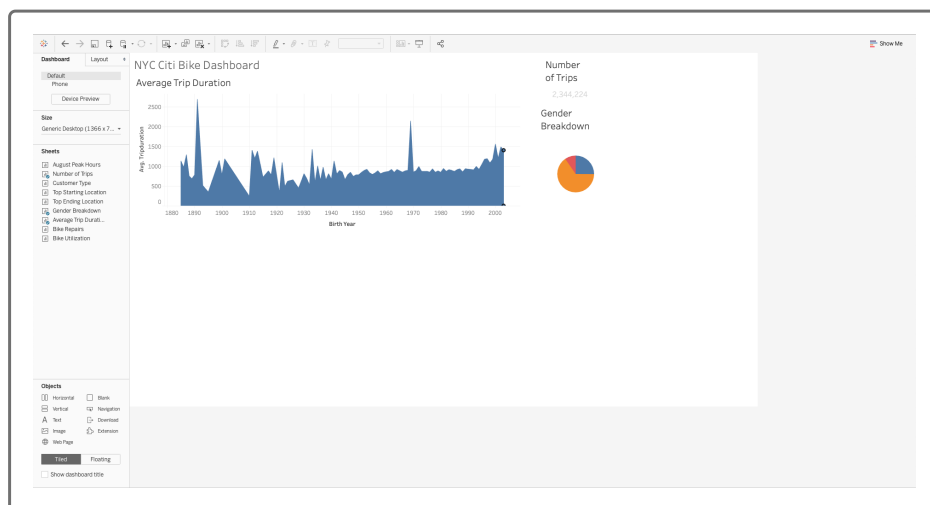 Show Me
Dashboard
Layout
Default
Phone
Device Preview
Size
Generic Desktop (1366 x 7...
Sheets
August Peak Hours
Number of Trips
Customer Type
Top Starting Location
Top Ending Location
Gender Breakdown
Average Trip Durati...
Bike Repairs
Bike Utilization
Objects
Horizontal
Blank
Vertical
Navigation
Text
Download
Image
Extension
Web Page
Tiled
Floating
Show dashboard title
NYC Citi Bike Dashboard
Average Trip Duration
Avg. Tripduration
2500
2000
1500
1000
500
0
1880 1890 1900 1910 1920 1930 1940 1950 1960 1970 1980 1990 2000
Birth Year
Number
of Trips
2,344,224
Gender
Breakdown